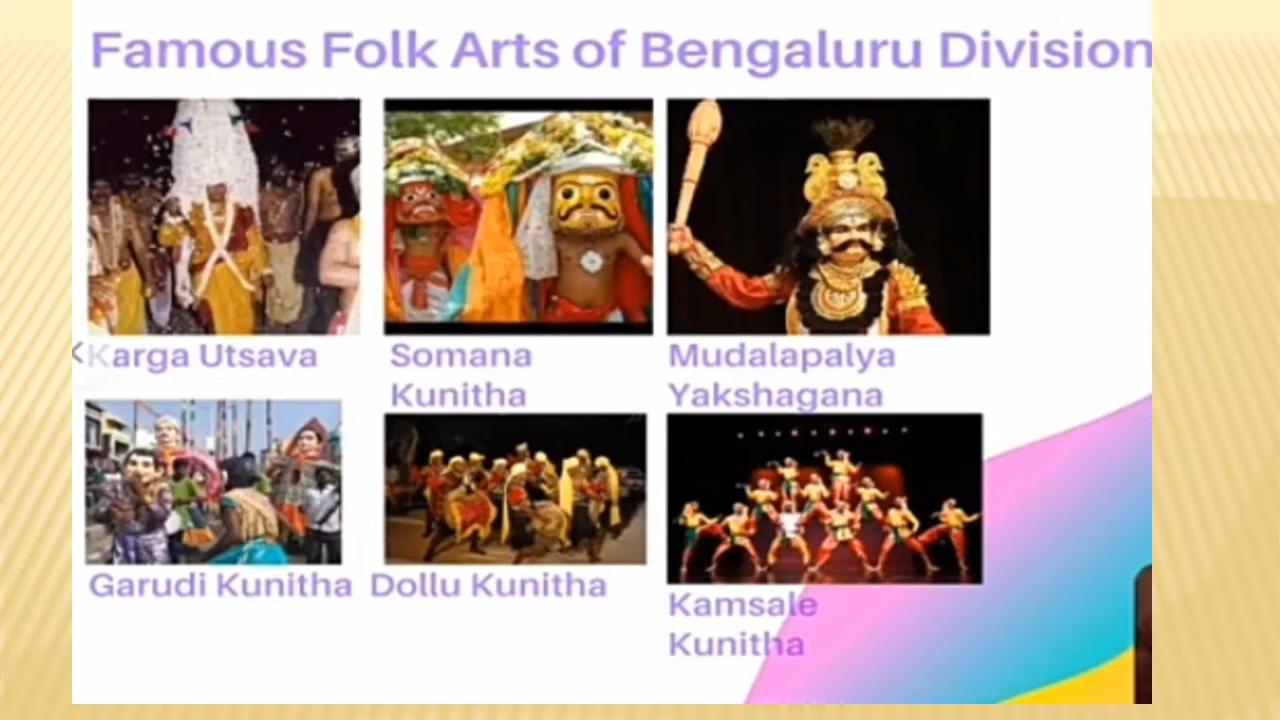 Famous Folk Arts of Bengaluru Division
Karga Utsava
Somana
Kunitha
Mudalapalya
Yakshagana
Garudi Kunitha
Dollu Kunitha
Kamsale
Kunitha